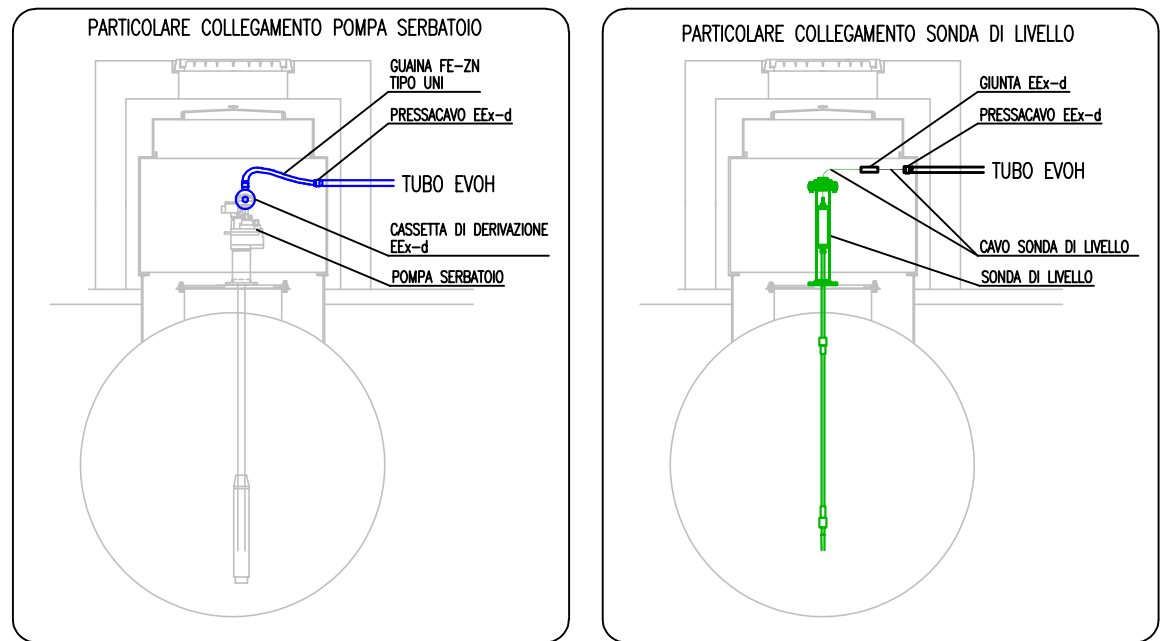 PARTICOLARE COLLEGAMENTO POMPA SERBATOIO
GUAINA FE-ZN
TIPO UNI
PRESSACAVO EEx-d
TUBO EVOH
CASSETTA DI DERIVAZIONE
EEx-d
POMPA SERBATOIO
PARTICOLARE COLLEGAMENTO SONDA DI LIVELLO
GIUNTA EEx-d
PRESSACAVO EEx-d
TUBO EVOH
CAVO SONDA DI LIVELLO
SONDA DI LIVELLO